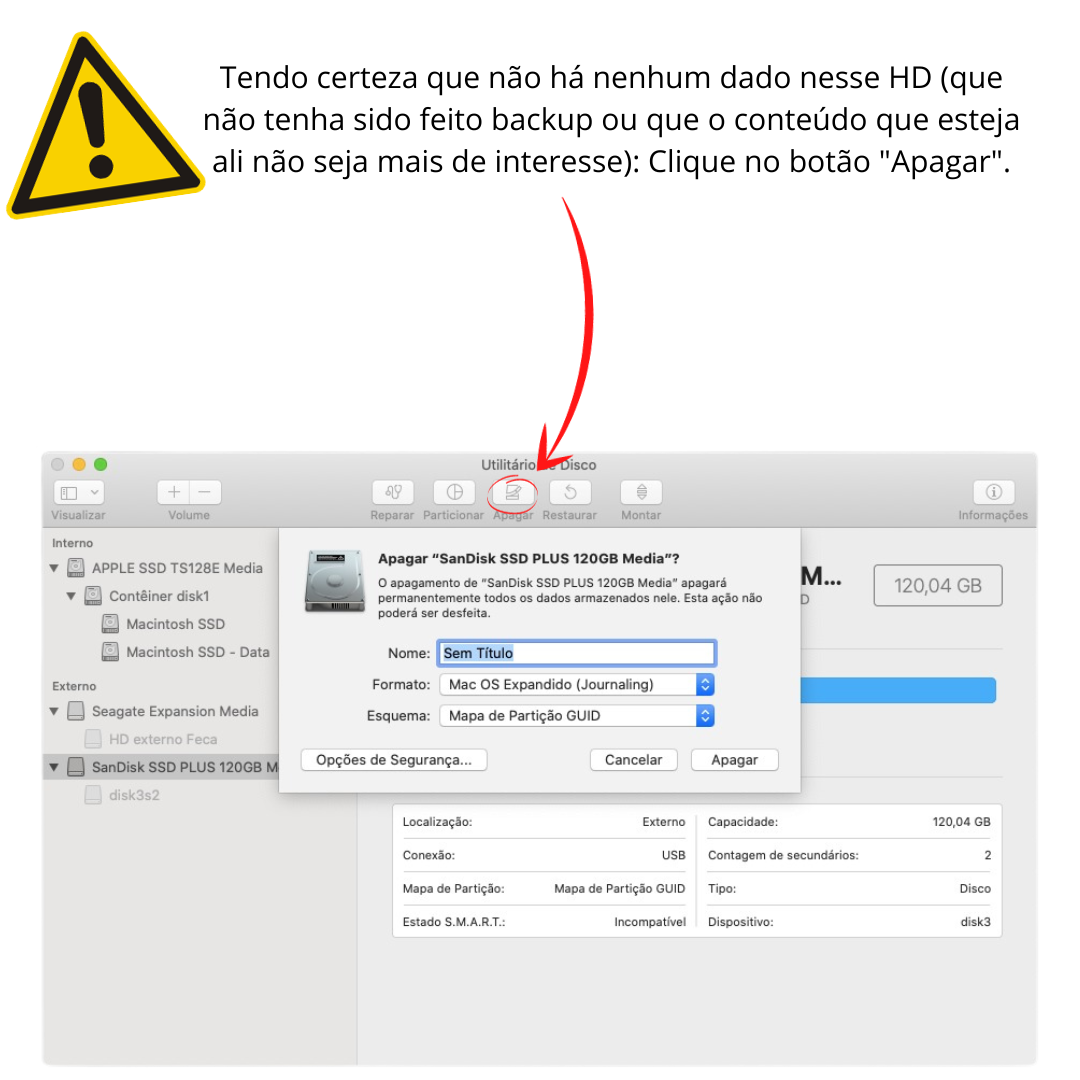 Tendo certeza que não há nenhum dado nesse HD (que
não tenha sido feito backup ou que o conteúdo que esteja
ali não seja mais de interesse): Clique no botão "Apagar".
Utilitário de Disco
Visualizar
Volume
Reparar
Particionar
Apagar
Restaurar
Montar
Informações
Interno
APPLE SSD TS128E Media
Contêiner disk1
Macintosh SSD
Macintosh SSD - Data
Externo
Seagate Expansion Media
HD externo Feca
SanDisk SSD PLUS 120GB M
disk3s2
Apagar “SanDisk SSD PLUS 120GB Media”?
O apagamento de “SanDisk SSD PLUS 120GB Media” apagará
permanentemente todos os dados armazenados nele. Esta ação não
poderá ser desfeita.
Nome: Sem Título
Formato: Mac OS Expandido (Journaling)
Esquema: Mapa de Partição GUID
Opções de Segurança...
Cancelar
Apagar
M...
D
120,04 GB
Localização: Externo
Conexão: USB
Mapa de Partição: Mapa de Partição GUID
Estado S.M.A.R.T.: Incompatível
Capacidade: 120,04 GB
Contagem de secundários: 2
Tipo: Disco
Dispositivo: disk3